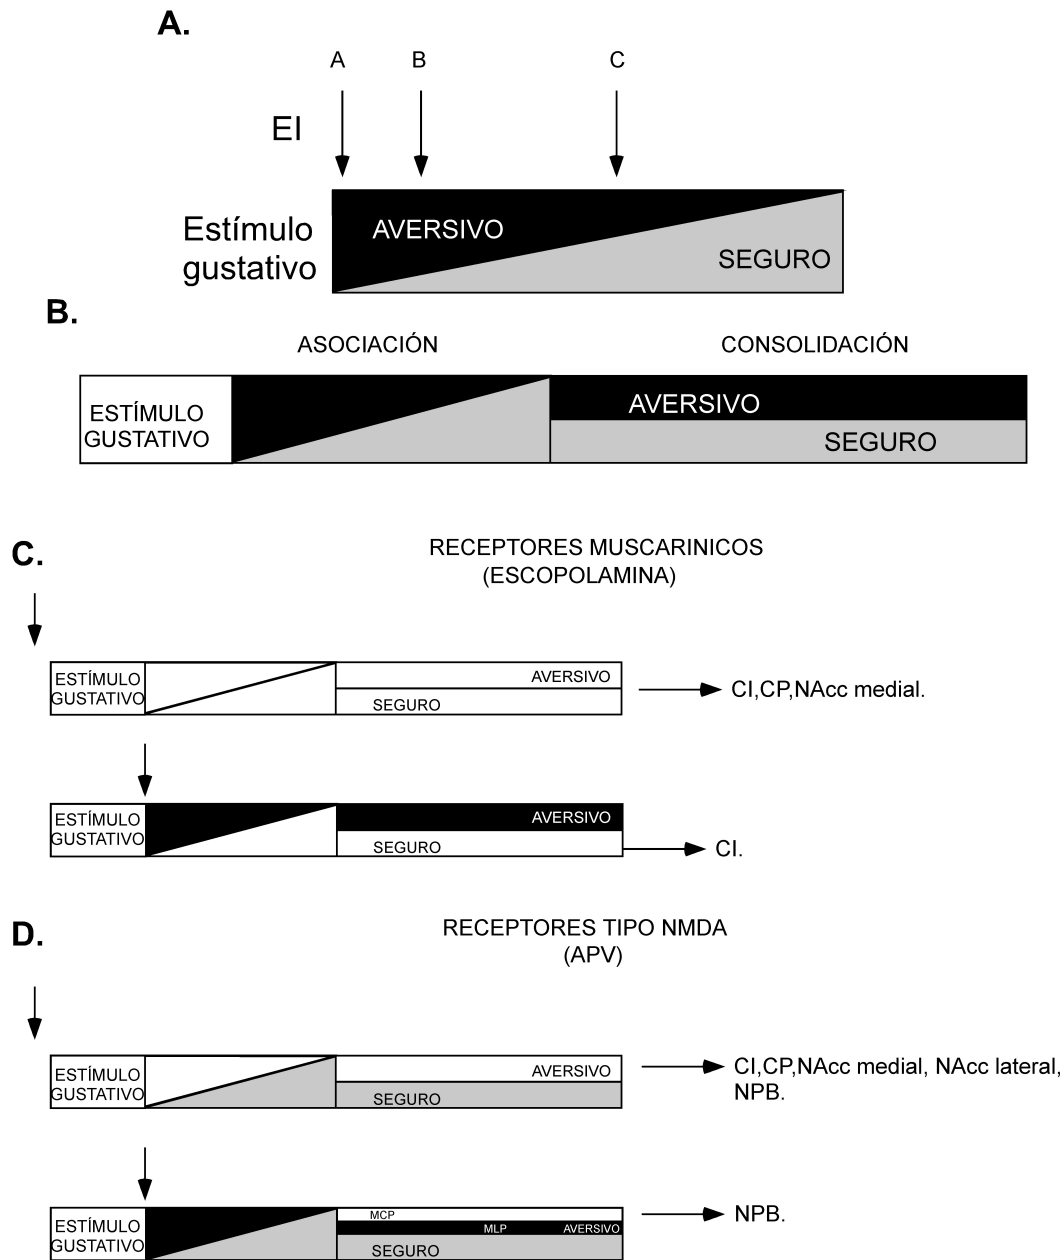 A.
A B C
EI
Estímulo
gustativo
AVERSIVO
SEGURO
B.
ASOCIACIÓN CONSOLIDACIÓN
ESTÍMULO
GUSTATIVO
AVERSIVO
SEGURO
C.
RECEPTORES MUSCARINICOS
(ESCOPOLAMINA)
ESTÍMULO
GUSTATIVO
AVERSIVO
SEGURO
CI,CP,NAcc medial.
ESTÍMULO
GUSTATIVO
AVERSIVO
SEGURO
CI.
D.
RECEPTORES TIPO NMDA
(APV)
ESTÍMULO
GUSTATIVO
AVERSIVO
SEGURO
CI,CP,NAcc medial, NAcc lateral,
NPB.
ESTÍMULO
GUSTATIVO
MCP
MLP AVERSIVO
SEGURO
NPB.